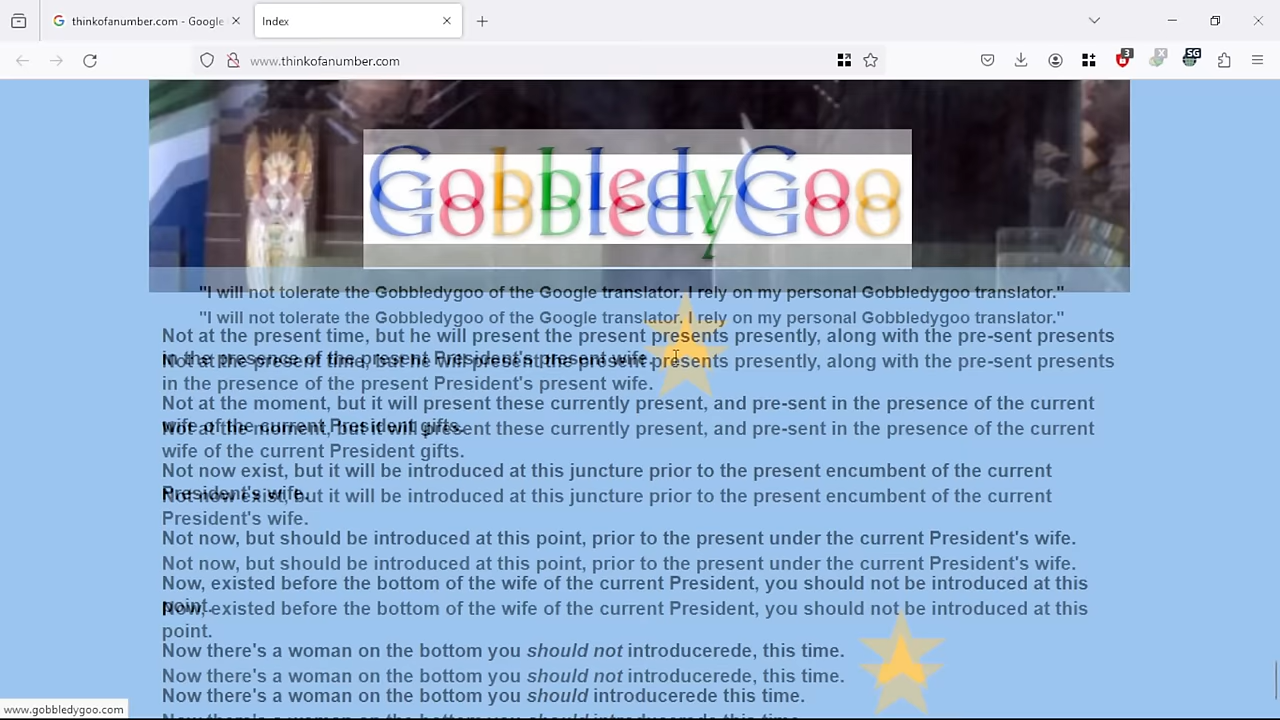 thinkofanumber.com - Google
Index
www.thinkofanumber.com
3
SG
GobbledyGoo
"I will not tolerate the Gobbledygoo of the Google translator. I rely on my personal Gobbledygoo translator."
"I will not tolerate the Gobbledygoo of the Google translator. I rely on my personal Gobbledygoo translator."
Not at the present time, but he will present the present presents presently, along with the pre-sent presents
in the presence of the present President's present wife.
Not at the present time, but he will present the present presents presently, along with the pre-sent presents
in the presence of the present President's present wife.
Not at the moment, but it will present these currently present, and pre-sent in the presence of the current
wife of the current President gifts.
Not at the moment, but it will present these currently present, and pre-sent in the presence of the current
wife of the current President gifts.
Not now exist, but it will be introduced at this juncture prior to the present encumbent of the current
President's wife.
Not now exist, but it will be introduced at this juncture prior to the present encumbent of the current
President's wife.
Not now, but should be introduced at this point, prior to the present under the current President's wife.
Not now, but should be introduced at this point, prior to the present under the current President's wife.
Now, existed before the bottom of the wife of the current President, you should not be introduced at this
point.
Now, existed before the bottom of the wife of the current President, you should not be introduced at this
point.
Now there's a woman on the bottom you should not introducerede, this time.
Now there's a woman on the bottom you should not introducerede, this time.
Now there's a woman on the bottom you should introducerede this time.
www.gobbledygoo.com